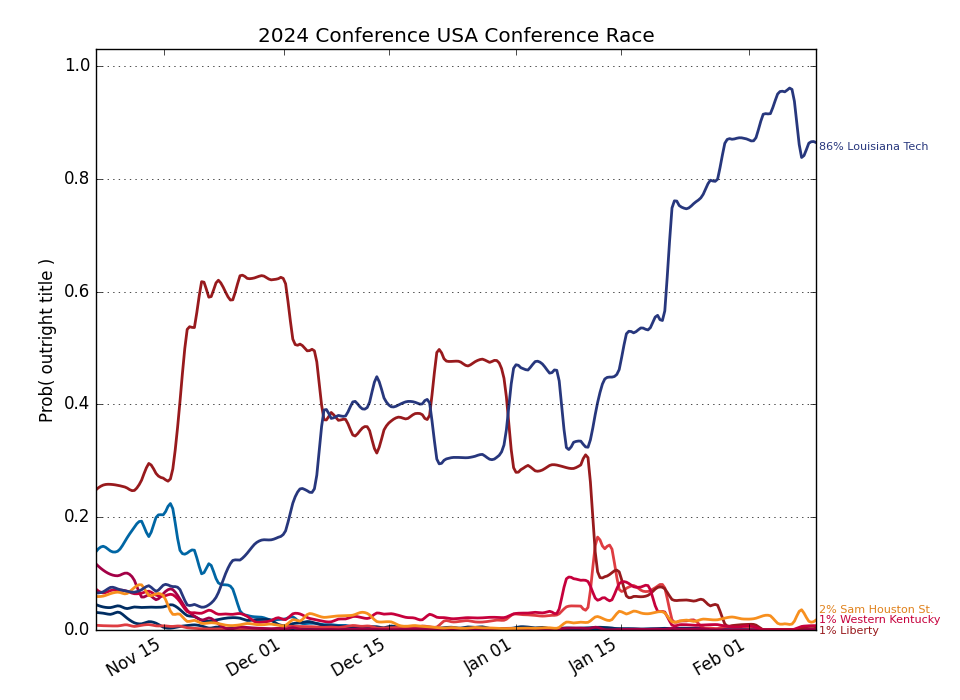 2024 Conference USA Conference Race
1.0
0.8
0.6
0.4
0.2
0.0
Prob( outright title )
86% Louisiana Tech
2% Sam Houston St.
1% Western Kentucky
1% Liberty
Nov 15
Dec 01
Dec 15
Jan 01
Jan 15
Feb 01